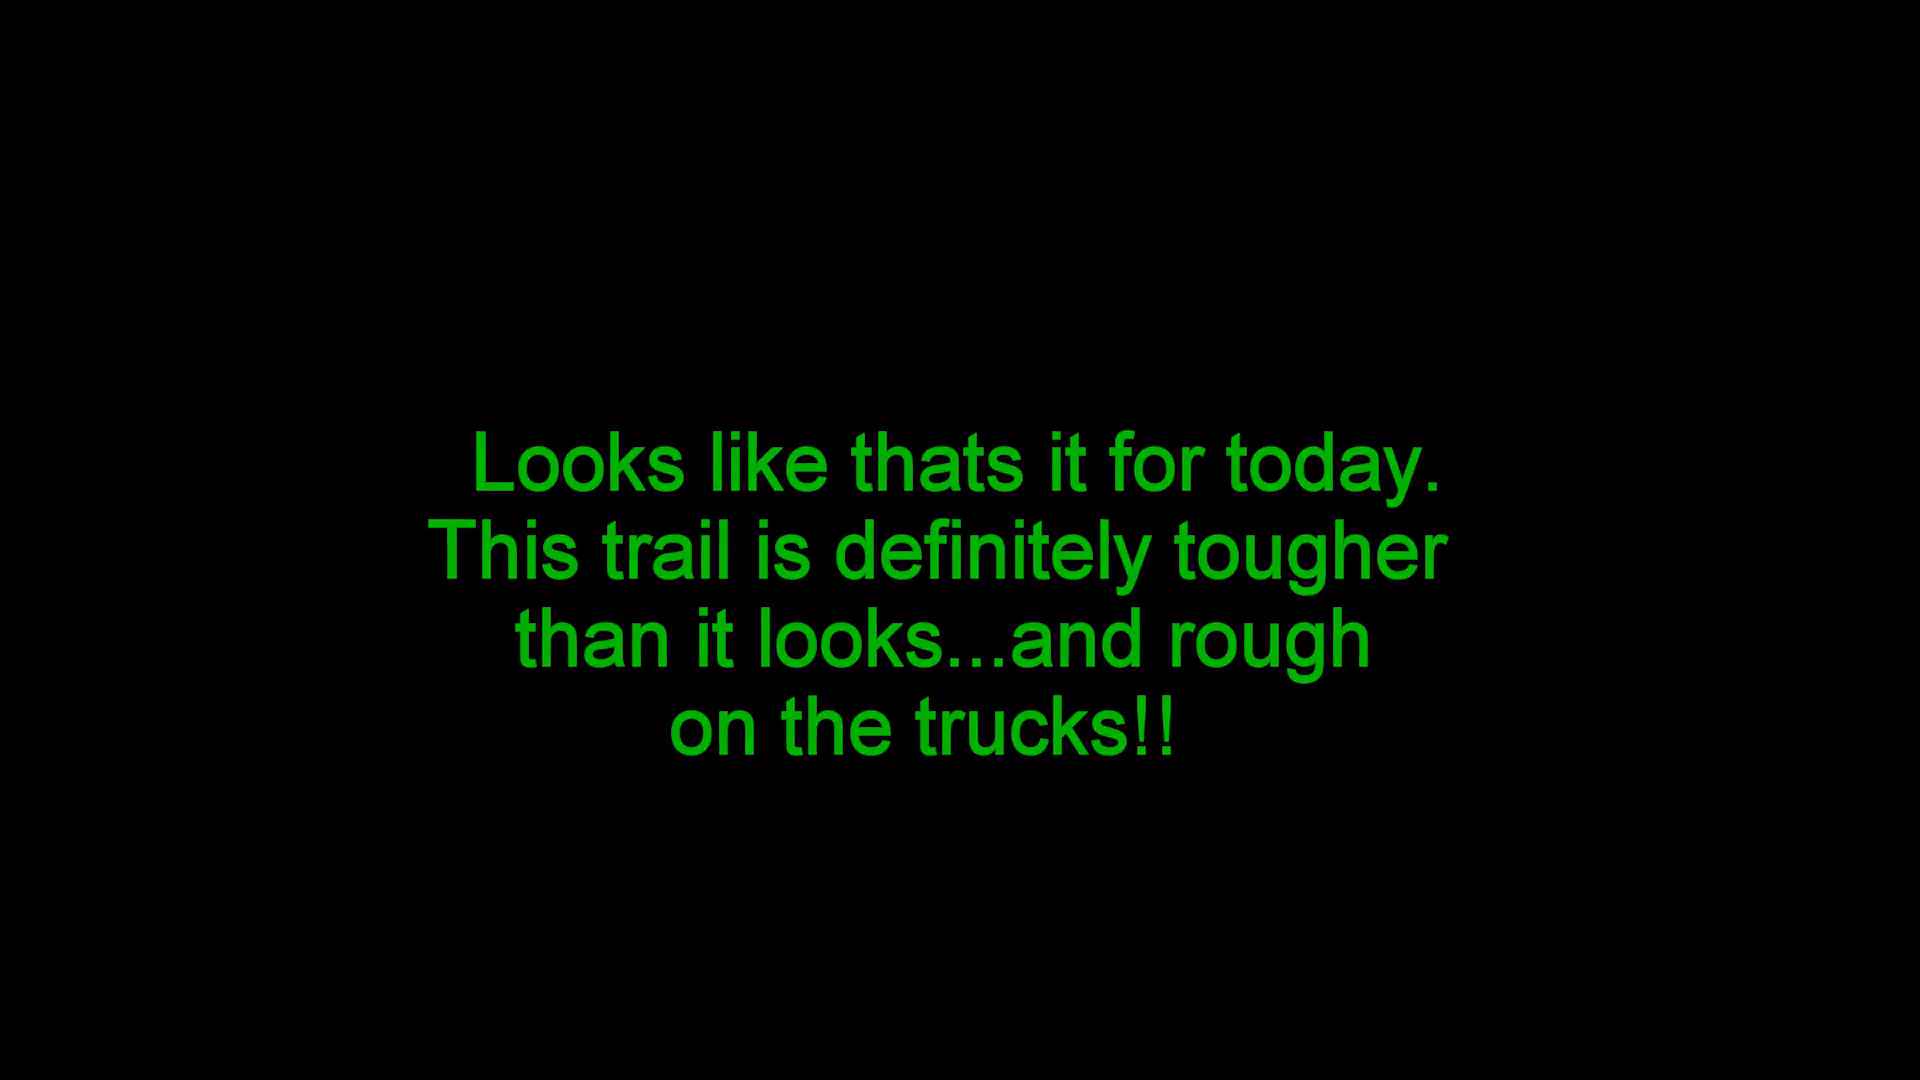 Looks like thats it for today.
This trail is definitely tougher
than it looks...and rough
on the trucks!!